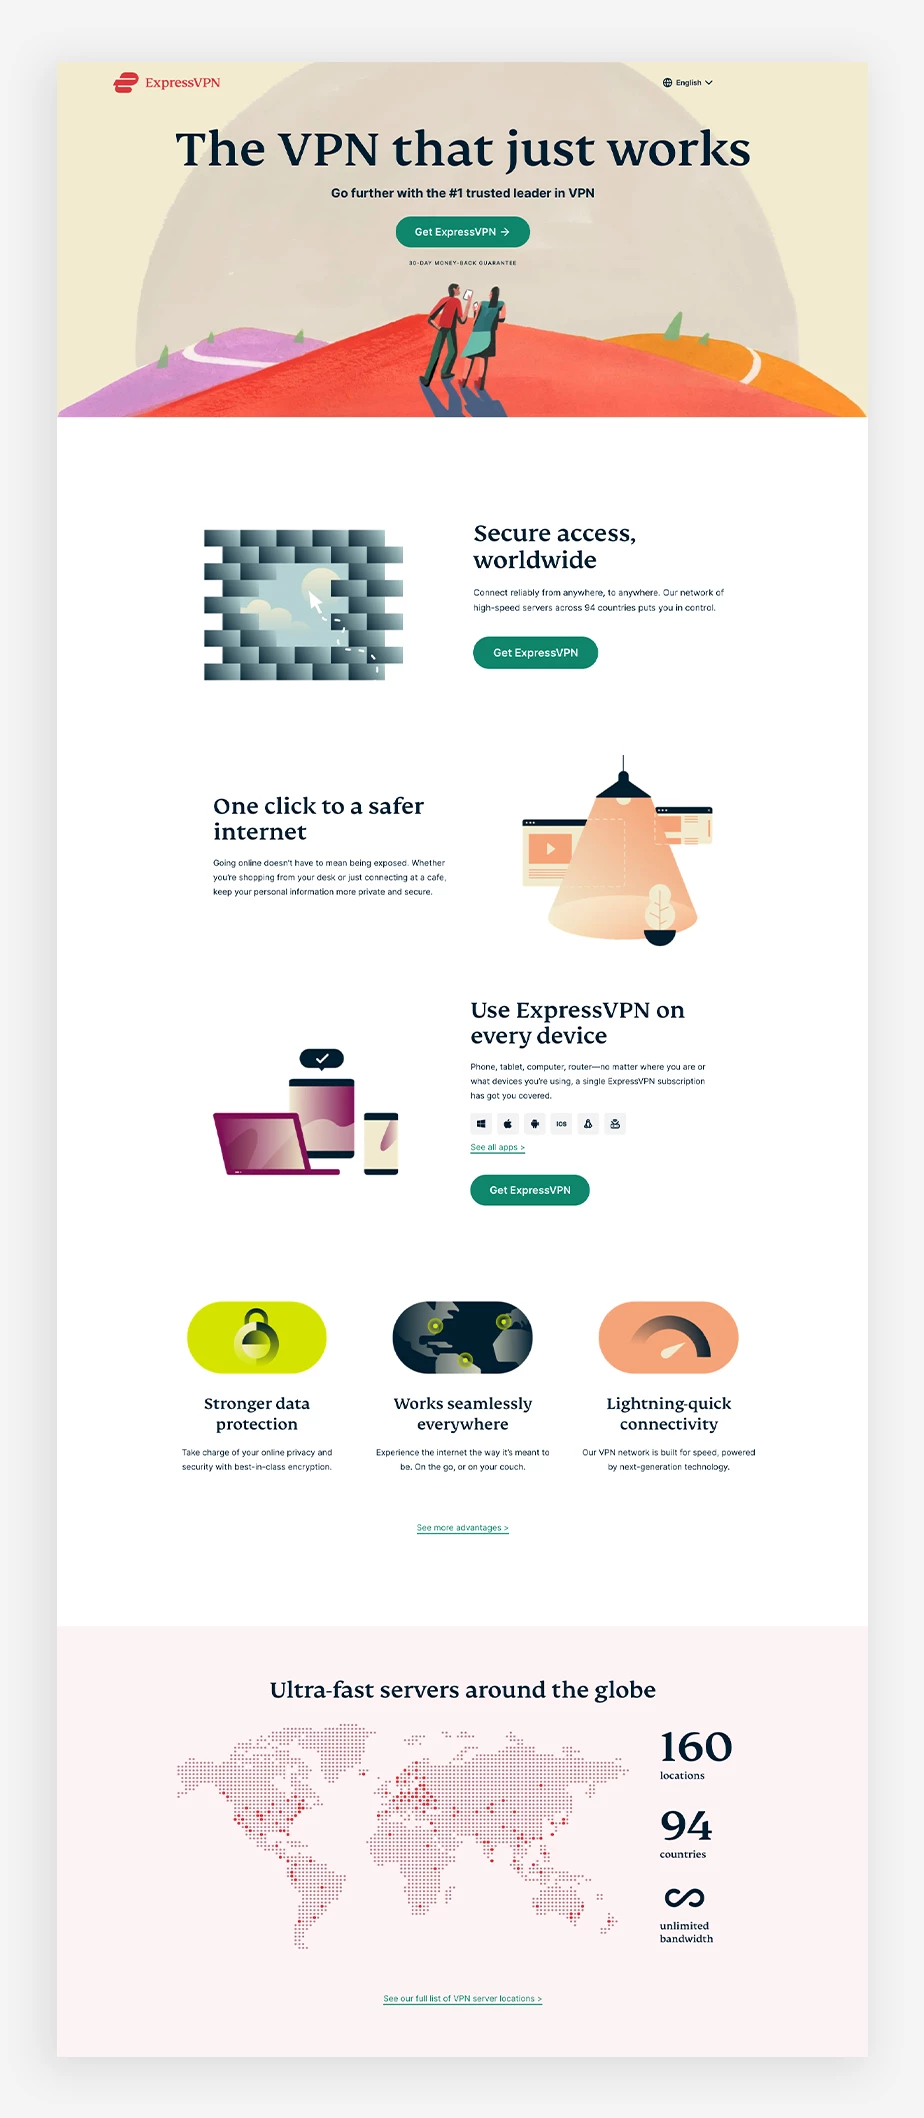 ExpressVPN
English
The VPN that just works
Go further with the #1 trusted leader in VPN
Get ExpressVPN →
30-DAY MONEY-BACK GUARANTEE
Secure access,
worldwide
Connect reliably from anywhere, to anywhere. Our network of
high-speed servers across 94 countries puts you in control.
Get ExpressVPN
One click to a safer
internet
Going online doesn't have to mean being exposed. Whether
you're shopping from your desk or just connecting at a cafe,
keep your personal information more private and secure.
Use ExpressVPN on
every device
Phone, tablet, computer, router—no matter where you are or
what devices you're using, a single ExpressVPN subscription
has got you covered.
iOS
See all apps >
Get ExpressVPN
Stronger data
protection
Take charge of your online privacy and
security with best-in-class encryption.
Works seamlessly
everywhere
Experience the internet the way it's meant to
be. On the go, or on your couch.
Lightning-quick
connectivity
Our VPN network is built for speed, powered
by next-generation technology.
See more advantages >
Ultra-fast servers around the globe
160
locations
94
countries
unlimited
bandwidth
See our full list of VPN server locations >